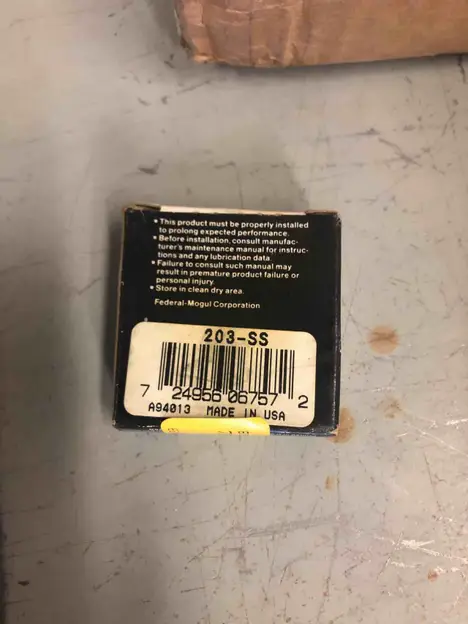 • This product must be properly installed
to prolong expected performance.
• Before installation, consult manufac-
turer's maintenance manual for instruc-
tions and any lubrication data.
• Failure to consult such manual may
result in premature product failure or
personal injury.
• Store in clean dry area.
Federal-Mogul Corporation
203-SS
7 24956 06757 2
A94013 MADE IN USA